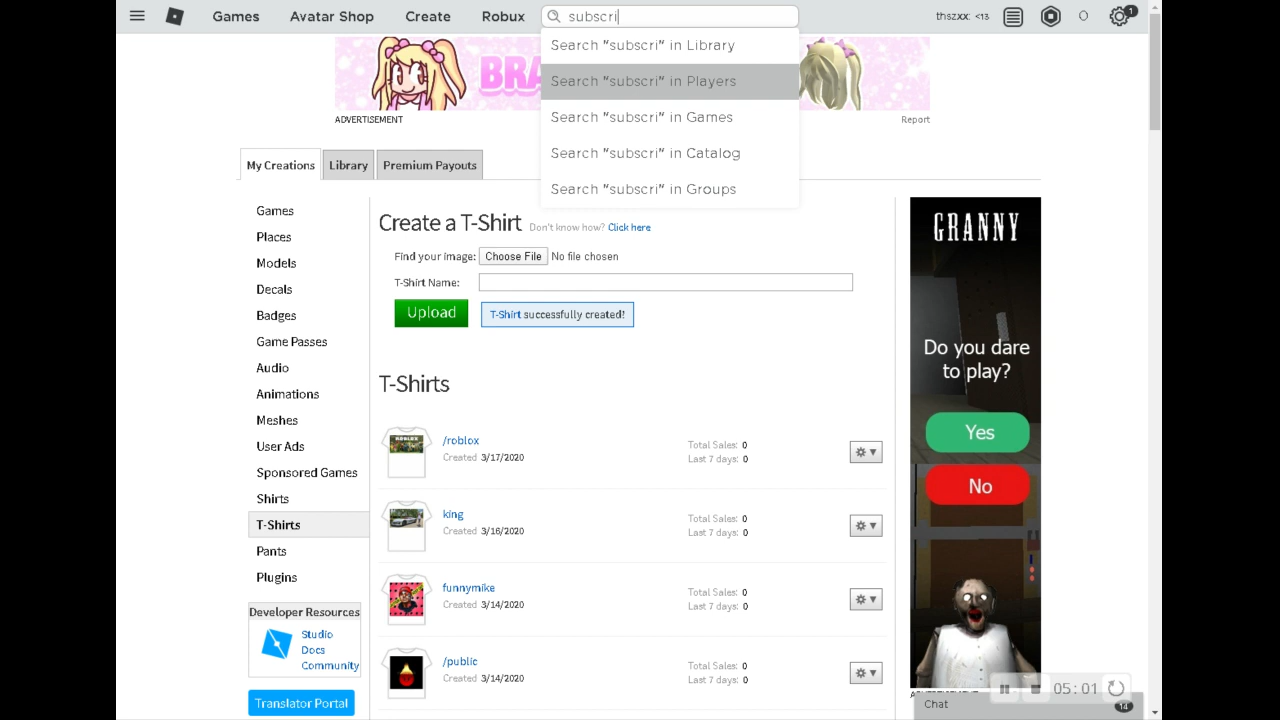 Games Avatar Shop Create Robux subscri thszxx: <13 1
Search "subscri" in Library
Search "subscri" in Players
Search "subscri" in Games
Search "subscri" in Catalog
Search "subscri" in Groups
BRA
ADVERTISEMENT Report
My Creations Library Premium Payouts
Games
Places
Models
Decals
Badges
Game Passes
Audio
Animations
Meshes
User Ads
Sponsored Games
Shirts
T-Shirts
Pants
Plugins
Developer Resources
Studio
Docs
Community
Translator Portal
Create a T-Shirt Don't know how? Click here
Find your image: Choose File No file chosen
T-Shirt Name:
Upload T-Shirt successfully created!
T-Shirts
/roblox
Created 3/17/2020
Total Sales: 0
Last 7 days: 0
king
Created 3/16/2020
Total Sales: 0
Last 7 days: 0
funnymike
Created 3/14/2020
Total Sales: 0
Last 7 days: 0
/public
Created 3/14/2020
Total Sales: 0
Last 7 days: 0
GRANNY
Do you dare
to play?
Yes
No
05:01
Chat 14